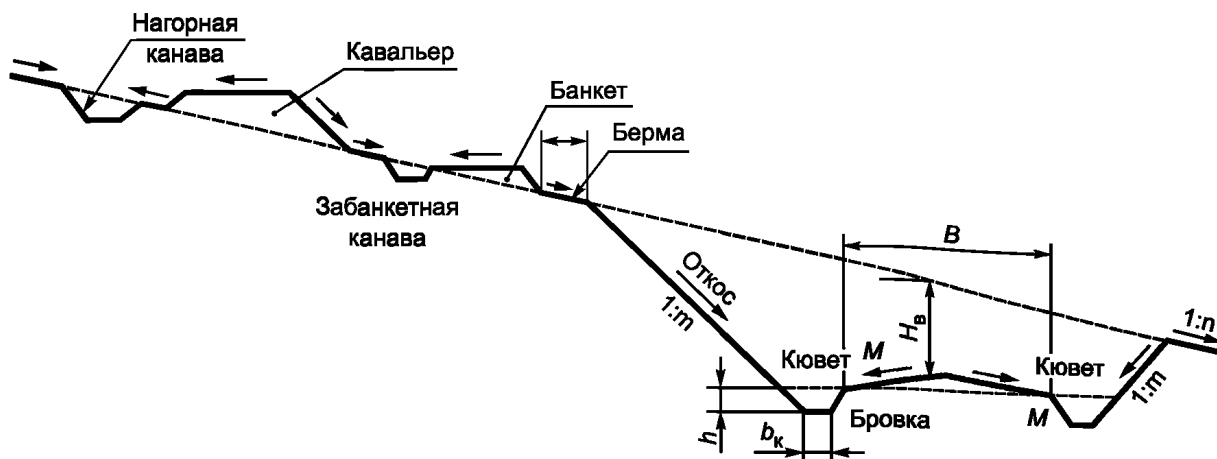 Нагорная
канава
Кавальер
Банкет
Берма
Забанкетная
канава
Откос
1:m
B
Hв
1:n
Кювет
M
Кювет
1:m
M
Бровка
h
bк